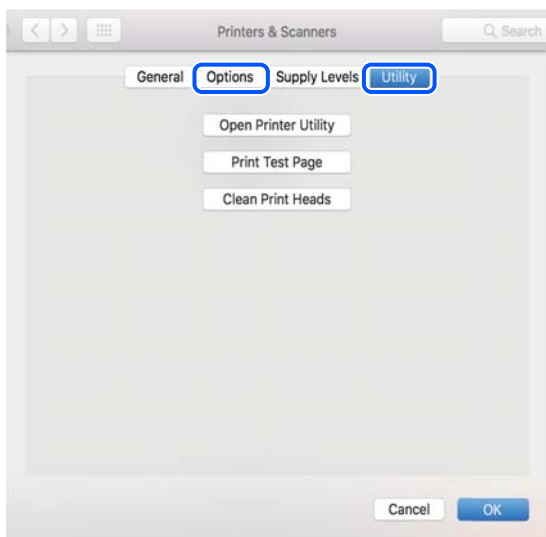 Printers & Scanners
Search
General Options Supply Levels Utility
Open Printer Utility
Print Test Page
Clean Print Heads
Cancel OK